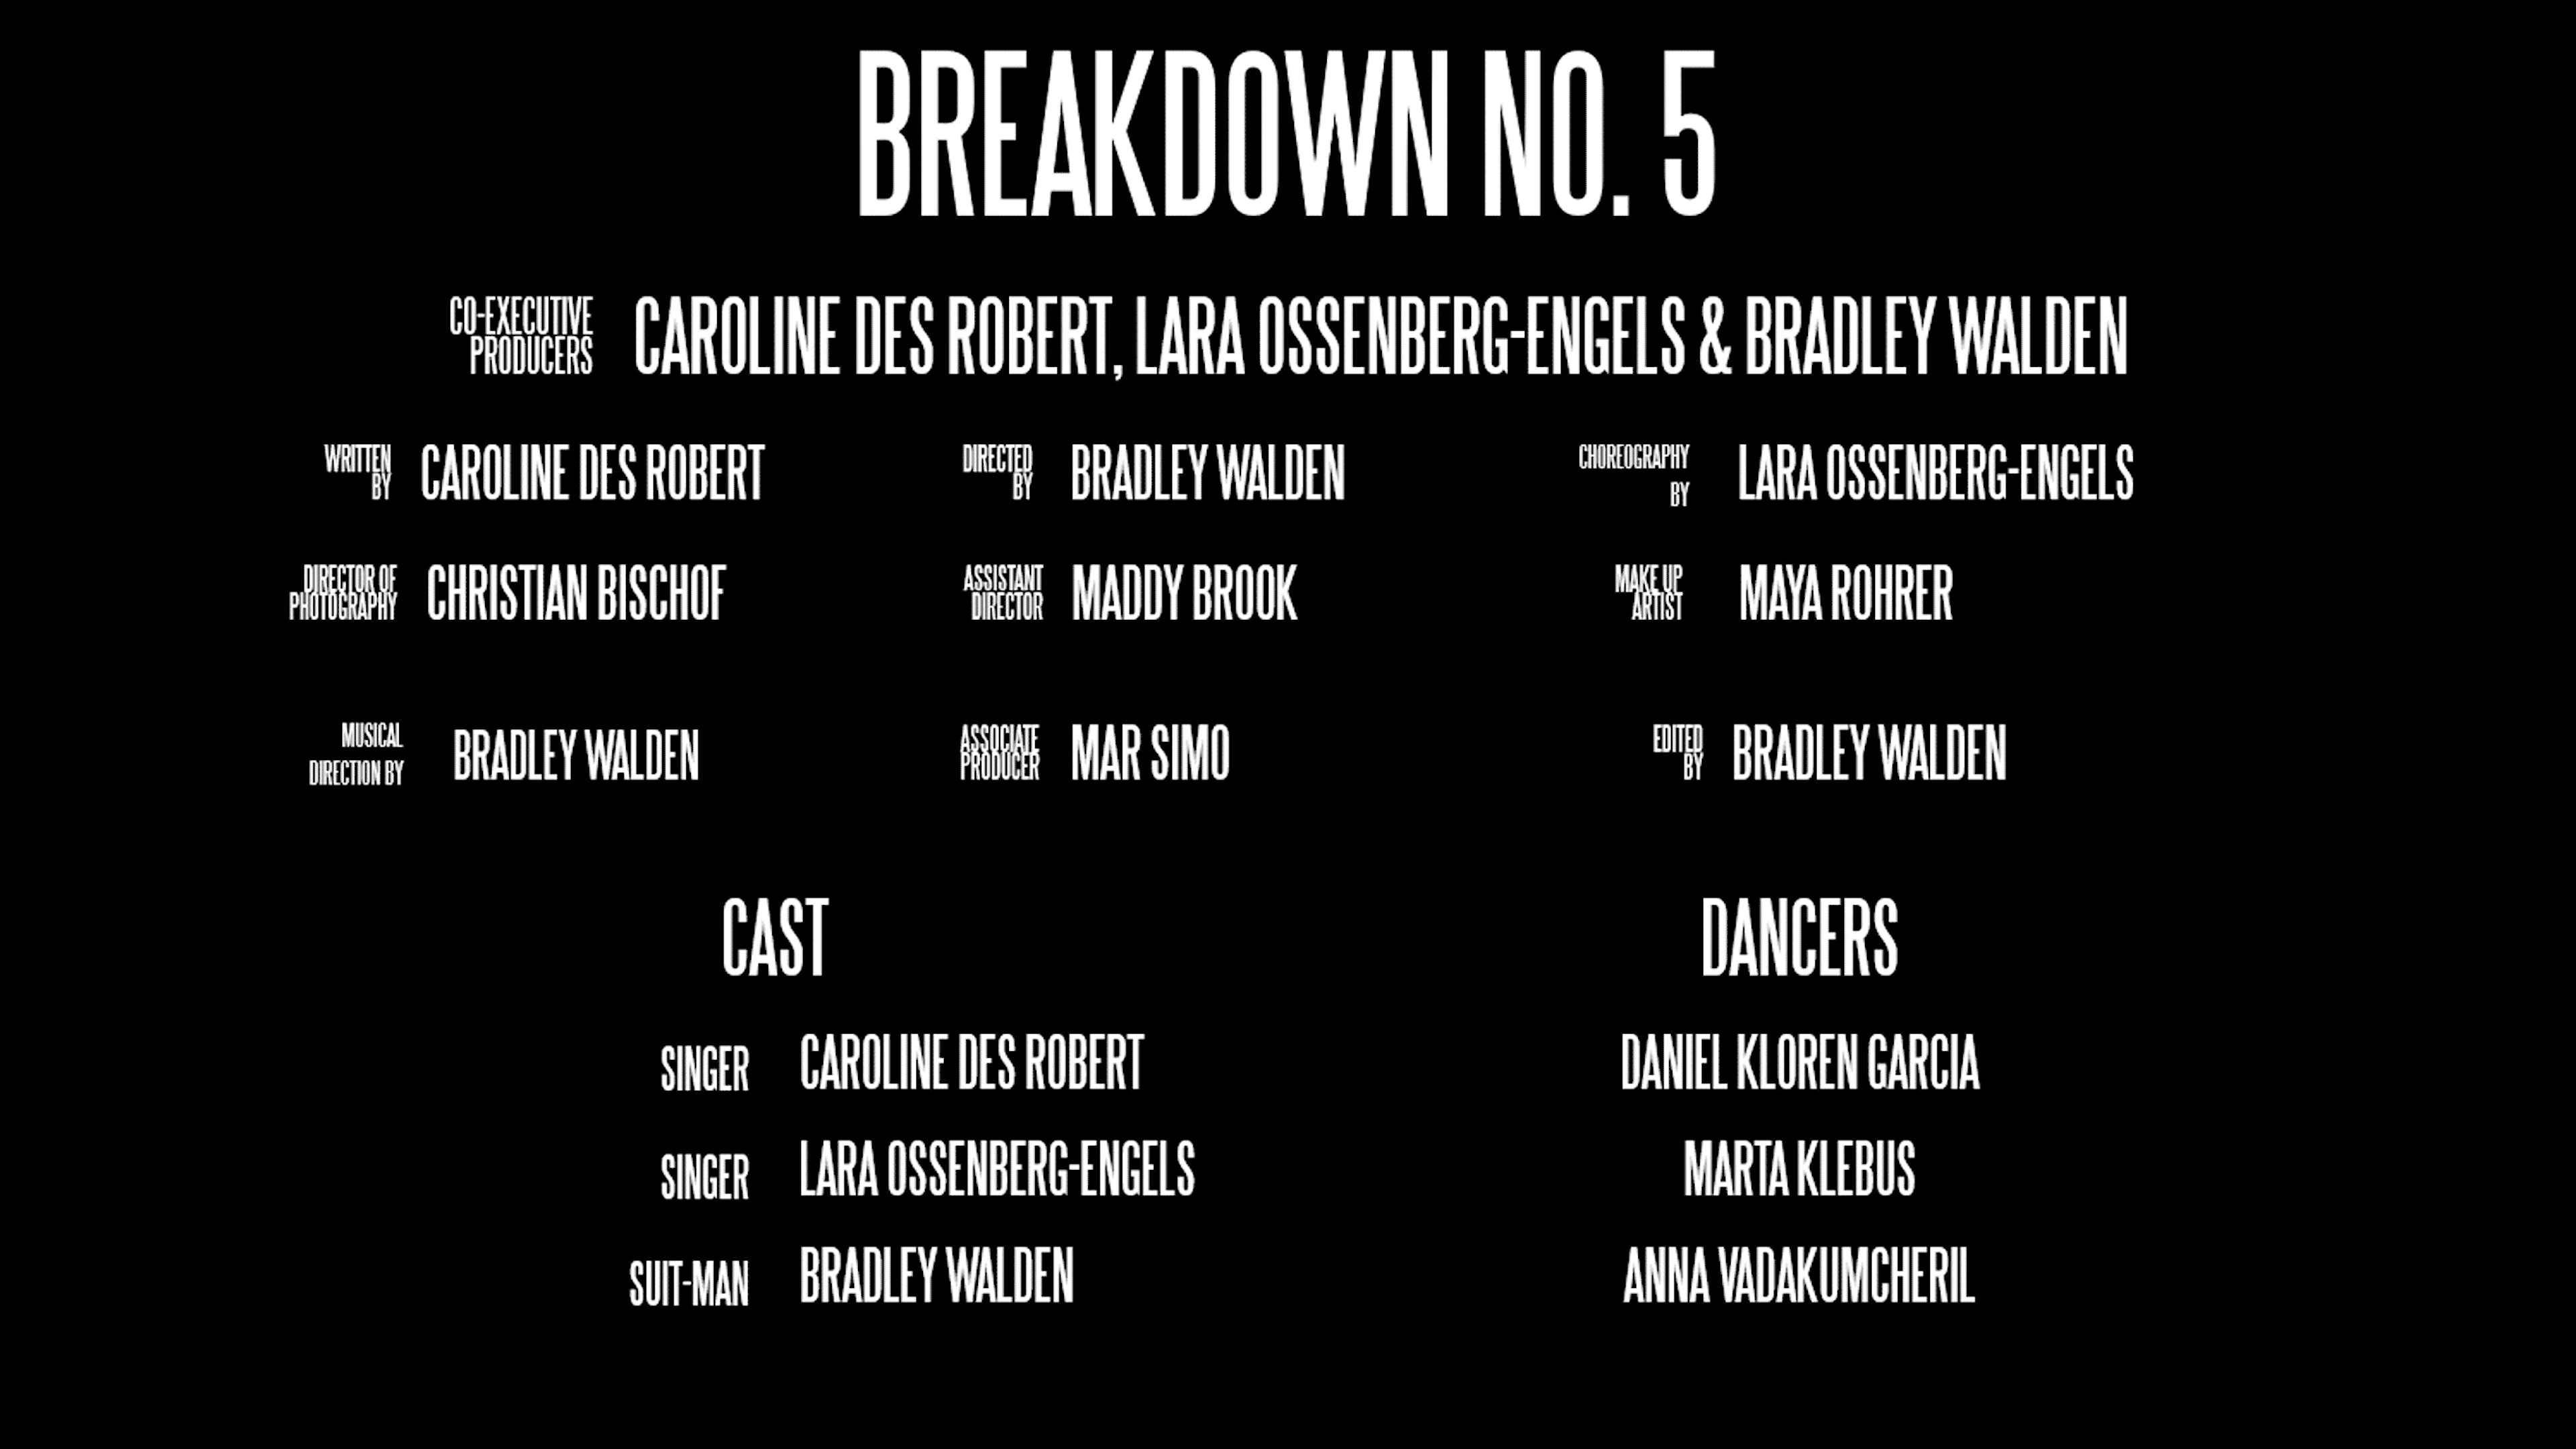 BREAKDOWN NO. 5
CO-EXECUTIVE
PRODUCERS
CAROLINE DES ROBERT, LARA OSSENBERG-ENGELS & BRADLEY WALDEN
WRITTEN
BY
CAROLINE DES ROBERT
DIRECTED
BY
BRADLEY WALDEN
CHOREOGRAPHY
BY
LARA OSSENBERG-ENGELS
DIRECTOR OF
PHOTOGRAPHY
CHRISTIAN BISCHOF
ASSISTANT
DIRECTOR
MADDY BROOK
MAKE UP
ARTIST
MAYA ROHRER
MUSICAL
DIRECTION BY
BRADLEY WALDEN
ASSOCIATE
PRODUCER
MAR SIMO
EDITED
BY
BRADLEY WALDEN
CAST
SINGER CAROLINE DES ROBERT
SINGER LARA OSSENBERG-ENGELS
SUIT-MAN BRADLEY WALDEN
DANCERS
DANIEL KLOREN GARCIA
MARTA KLEBUS
ANNA VADAKUMCHERIL